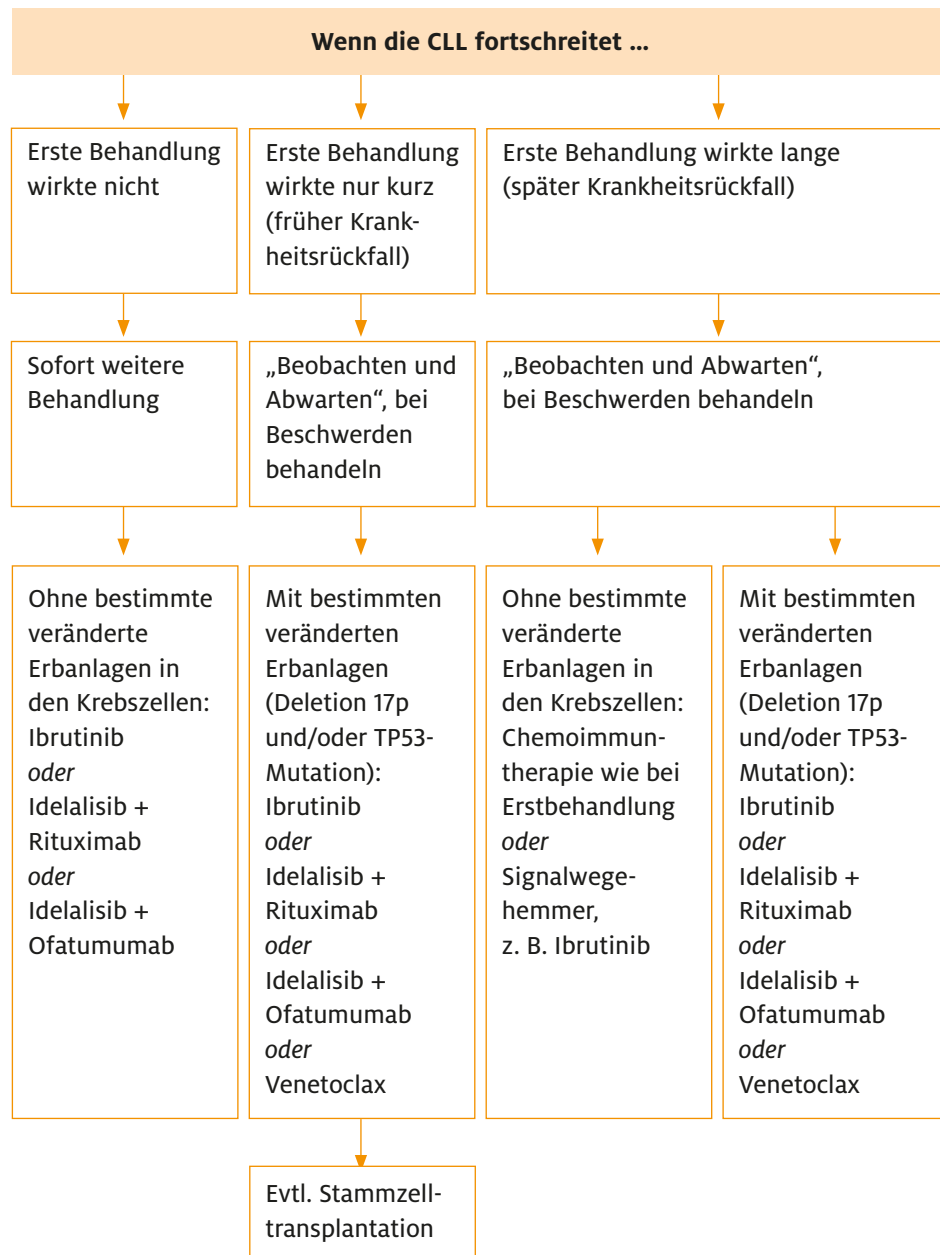 Wenn die CLL fortschreitet ...
Erste Behandlung
wirkte nicht
Erste Behandlung
wirkte nur kurz
(früher Krank-
heitsrückfall)
Erste Behandlung wirkte lange
(später Krankheitsrückfall)
Sofort weitere
Behandlung
„Beobachten und
Abwarten“, bei
Beschwerden
behandeln
„Beobachten und Abwarten“,
bei Beschwerden behandeln
Ohne bestimmte
veränderte
Erbanlagen in
den Krebszellen:
Ibrutinib
oder
Idelalisib +
Rituximab
oder
Idelalisib +
Ofatumumab
Mit bestimmten
veränderten
Erbanlagen
(Deletion 17p
und/oder TP53-
Mutation):
Ibrutinib
oder
Idelalisib +
Rituximab
oder
Idelalisib +
Ofatumumab
oder
Venetoclax
Ohne bestimmte
veränderte
Erbanlagen in
den Krebszellen:
Chemoimmun-
therapie wie bei
Erstbehandlung
oder
Signalwege-
hemmer,
z. B. Ibrutinib
Mit bestimmten
veränderten
Erbanlagen
(Deletion 17p
und/oder TP53-
Mutation):
Ibrutinib
oder
Idelalisib +
Rituximab
oder
Idelalisib +
Ofatumumab
oder
Venetoclax
Evtl. Stammzell-
transplantation